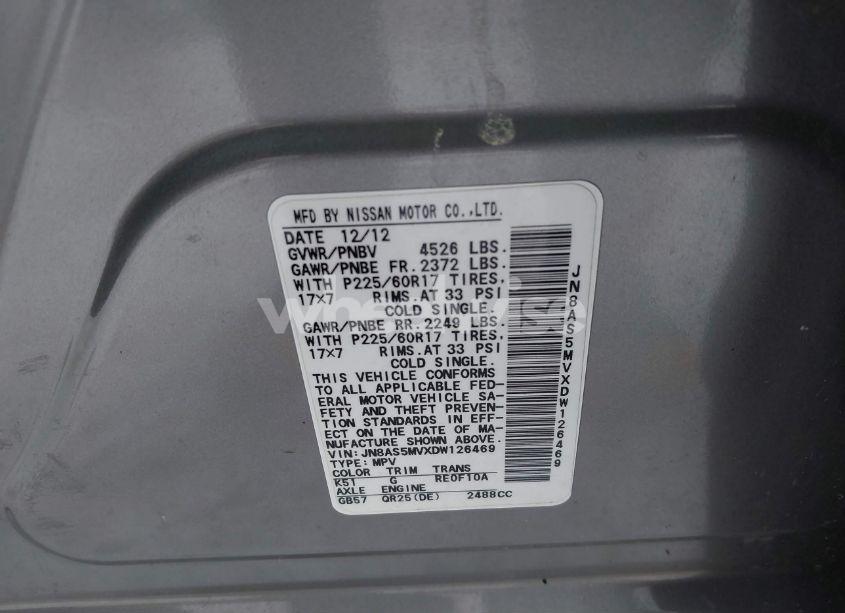 MFD BY NISSAN MOTOR CO.,LTD.
DATE 12/12
GVWR/PNBV 4526 LBS.
GAWR/PNBE FR. 2372 LBS.
WITH P225/60R17 TIRES,
17×7 RIMS.AT 33 PSI
COLD SINGLE.
GAWR/PNBE RR. 2249 LBS.
WITH P225/60R17 TIRES,
17×7 RIMS.AT 33 PSI
COLD SINGLE.
THIS VEHICLE CONFORMS
TO ALL APPLICABLE FED-
ERAL MOTOR VEHICLE SA-
FETY AND THEFT PREVEN-
TION STANDARDS IN EFF-
ECT ON THE DATE OF MA-
NUFACTURE SHOWN ABOVE.
VIN: JN8AS5MVXDW126469
TYPE: MPV
COLOR TRIM TRANS
K51 G RE0F10A
AXLE ENGINE
GB57 QR25(DE) 2488CC
JN8AS5MVXDW126469